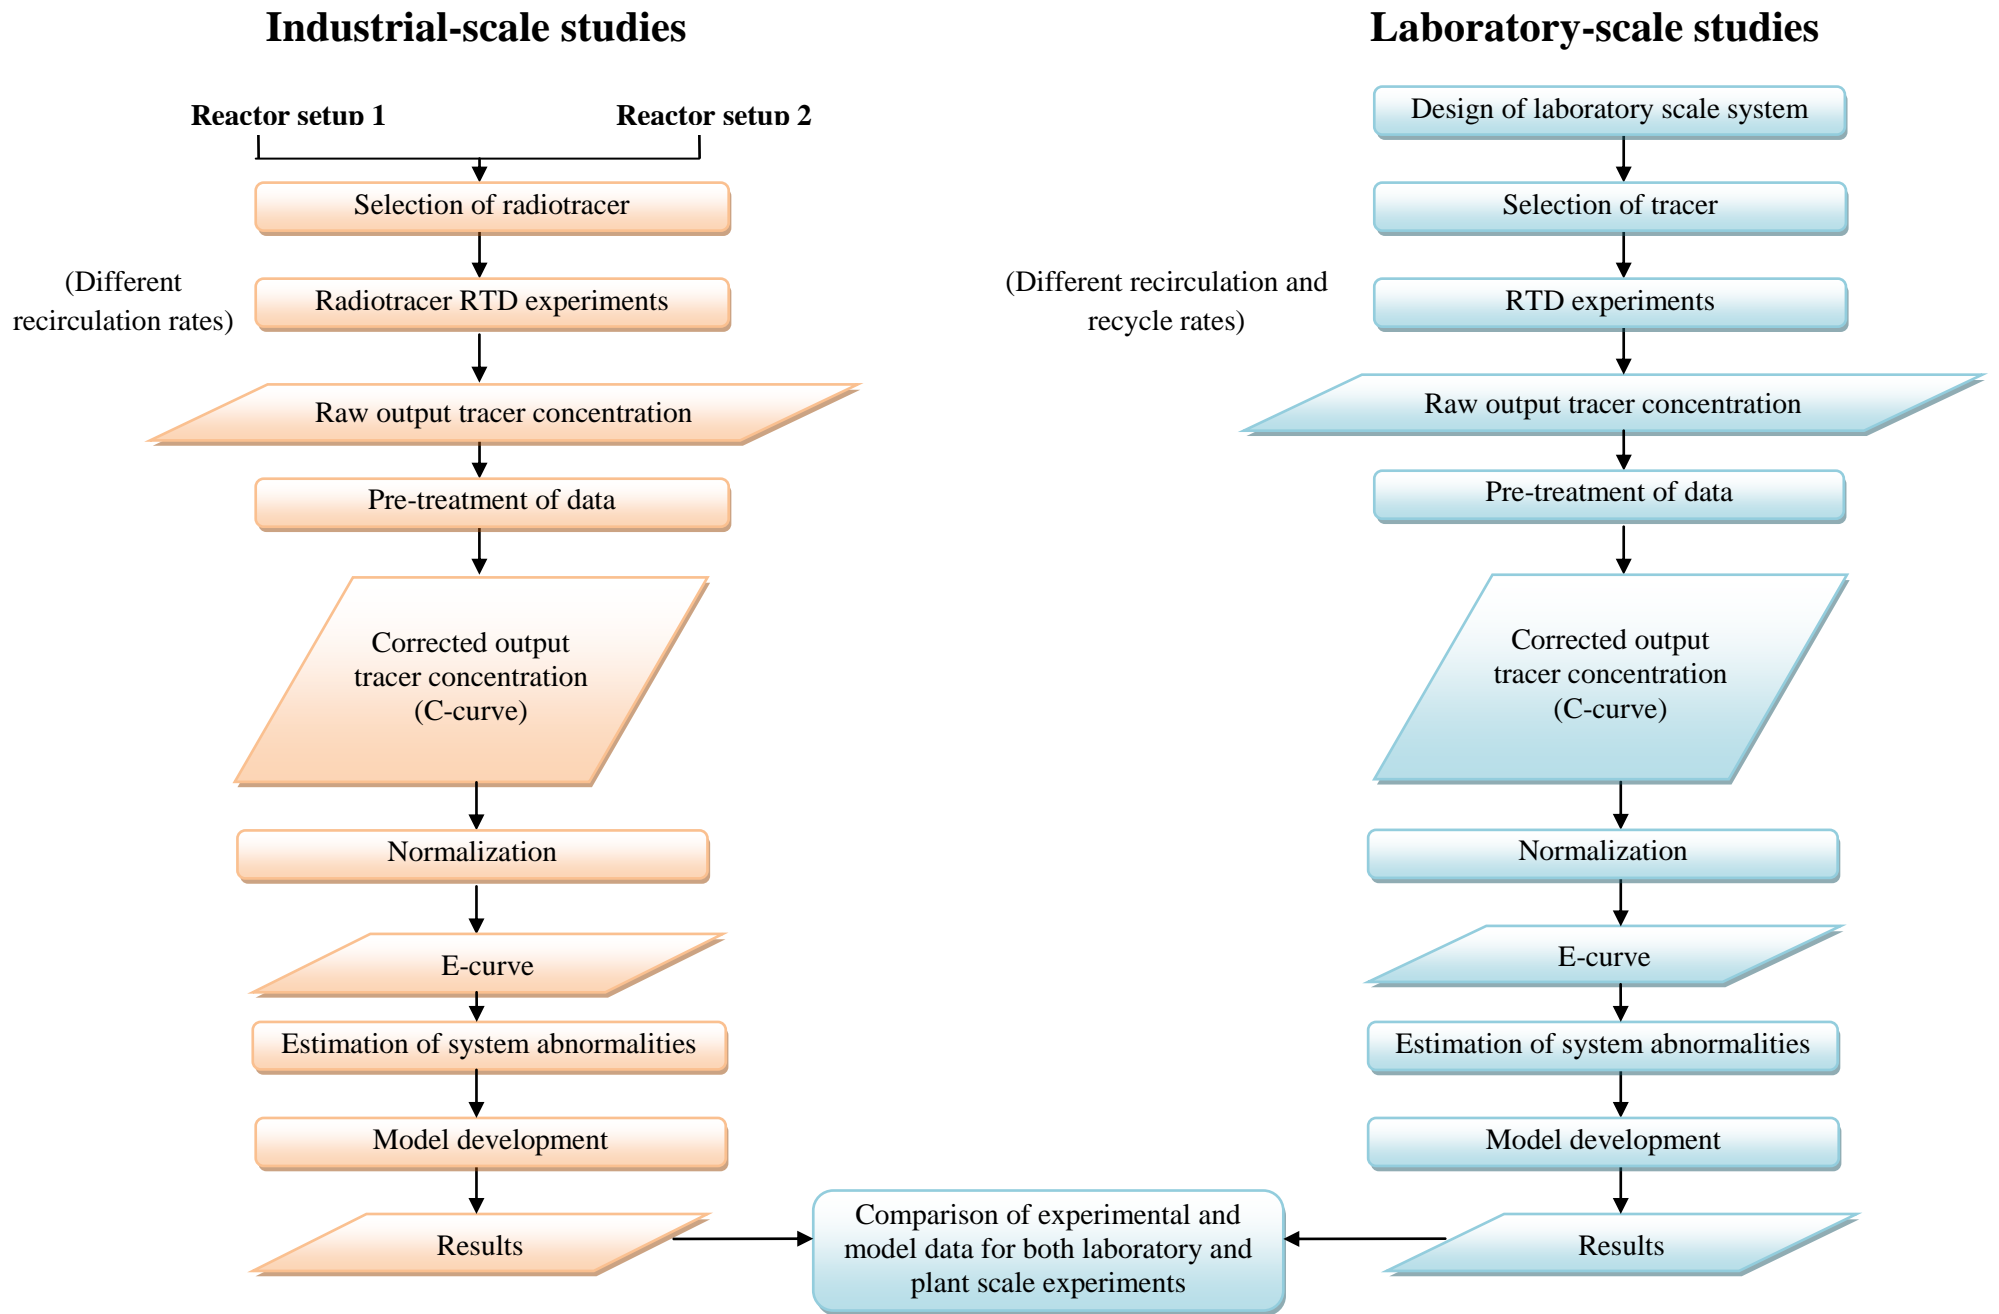 Industrial-scale studies
Reactor setup 1
Reactor setup 2
Selection of radiotracer
(Different
recirculation rates)
Radiotracer RTD experiments
Raw output tracer concentration
Pre-treatment of data
Corrected output
tracer concentration
(C-curve)
Normalization
E-curve
Estimation of system abnormalities
Model development
Results
Laboratory-scale studies
Design of laboratory scale system
Selection of tracer
(Different recirculation and
recycle rates)
RTD experiments
Raw output tracer concentration
Pre-treatment of data
Corrected output
tracer concentration
(C-curve)
Normalization
E-curve
Estimation of system abnormalities
Model development
Results
Comparison of experimental and
model data for both laboratory and
plant scale experiments